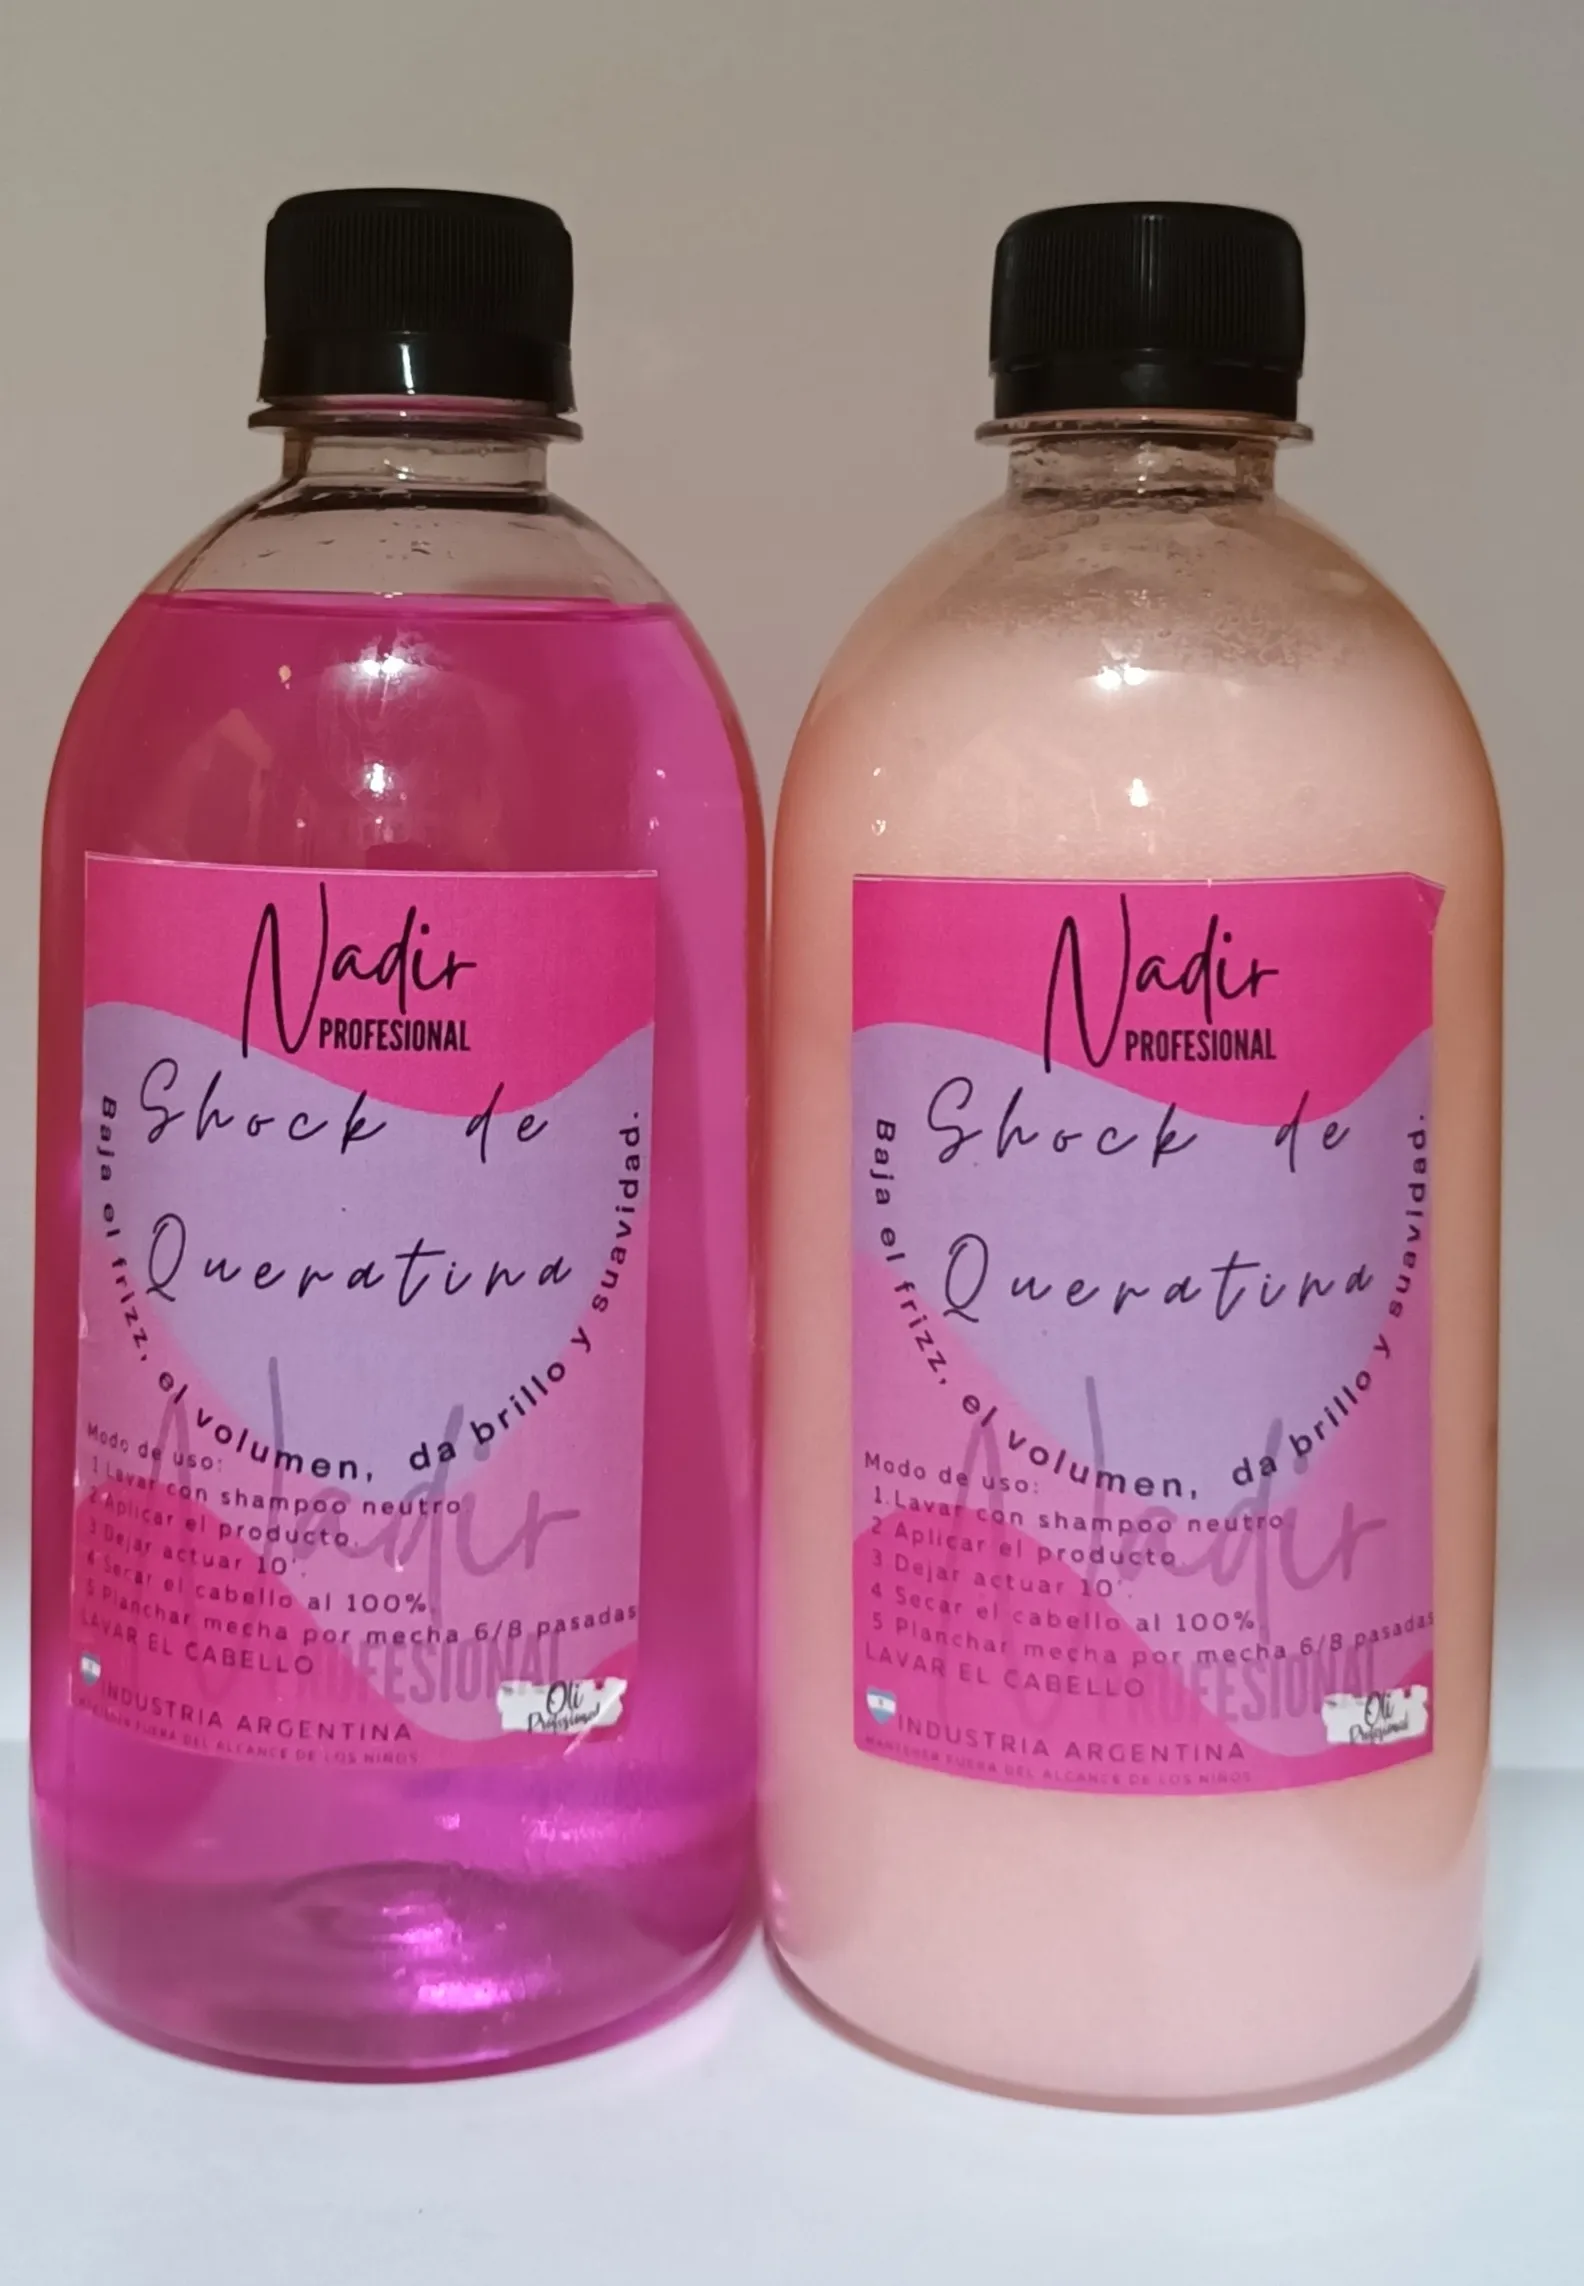 Nadir
PROFESIONAL
Shock de
Queratina
Baja el frizz, el volumen, da brillo y suavidad.
Modo de uso:
1 Lavar con shampoo neutro.
2 Aplicar el producto.
3 Dejar actuar 10'.
4 Secar el cabello al 100%.
5 Planchar mecha por mecha 6/8 pasadas
LAVAR EL CABELLO
Nadir
PROFESIONAL
INDUSTRIA ARGENTINA
MANTENER FUERA DEL ALCANCE DE LOS NIÑOS
Oli
Profesional
Nadir
PROFESIONAL
Shock de
Queratina
Baja el frizz, el volumen, da brillo y suavidad.
Modo de uso:
1.Lavar con shampoo neutro.
2 Aplicar el producto.
3 Dejar actuar 10'.
4 Secar el cabello al 100%.
5 Planchar mecha por mecha 6/8 pasadas
LAVAR EL CABELLO
Nadir
PROFESIONAL
INDUSTRIA ARGENTINA
MANTENER FUERA DEL ALCANCE DE LOS NIÑOS
Oli
Profesional